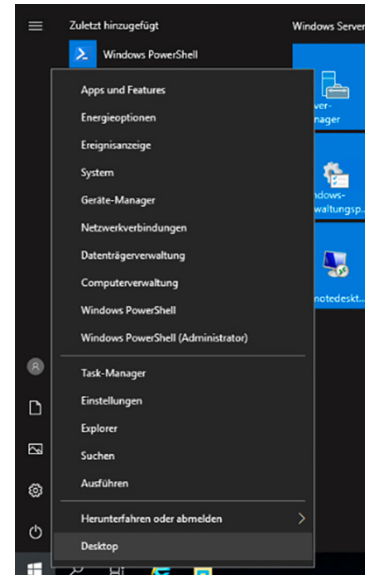 Zuletzt hinzugefügt
Windows Server
Windows PowerShell
Apps und Features
Energieoptionen
Ereignisanzeige
System
Geräte-Manager
Netzwerkverbindungen
Datenträgerverwaltung
Computerverwaltung
Windows PowerShell
Windows PowerShell (Administrator)
Task-Manager
Einstellungen
Explorer
Suchen
Ausführen
Herunterfahren oder abmelden
Desktop
ver-
nager
ndows-
waltungsp...
notedeskt...